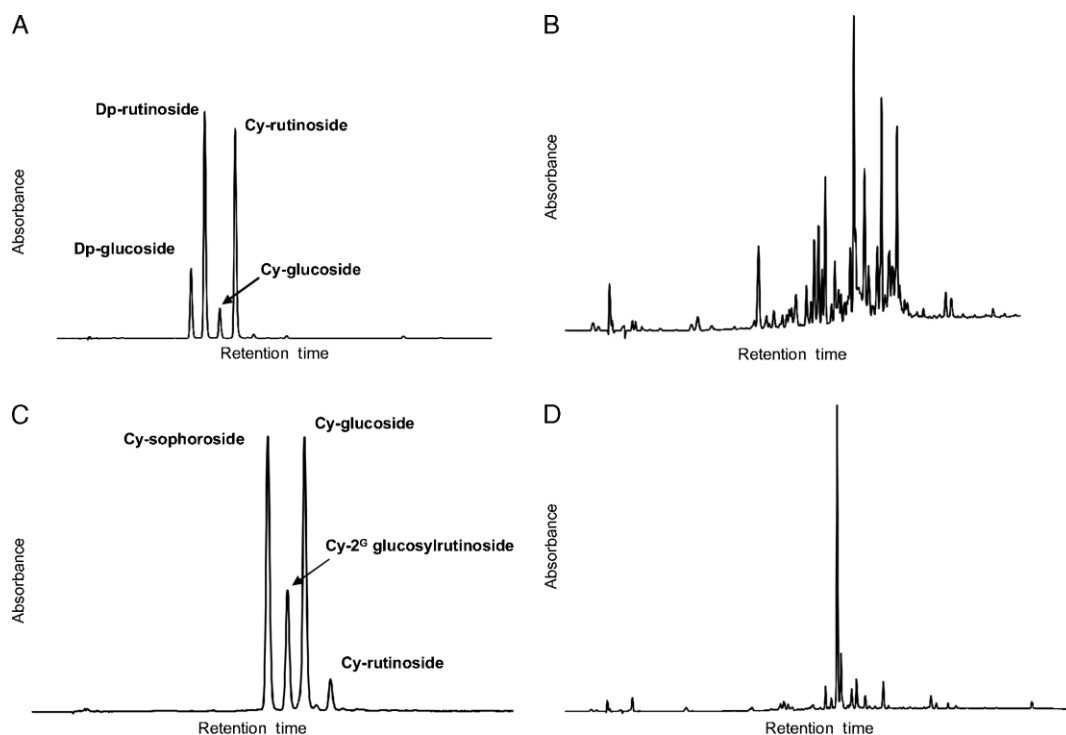 A
Dp-rutinoside
Cy-rutinoside
Dp-glucoside
Cy-glucoside
Absorbance
Retention time
B
Absorbance
Retention time
C
Cy-sophoroside
Cy-glucoside
Cy-2ᴳ glucosylrutinoside
Cy-rutinoside
Absorbance
Retention time
D
Absorbance
Retention time